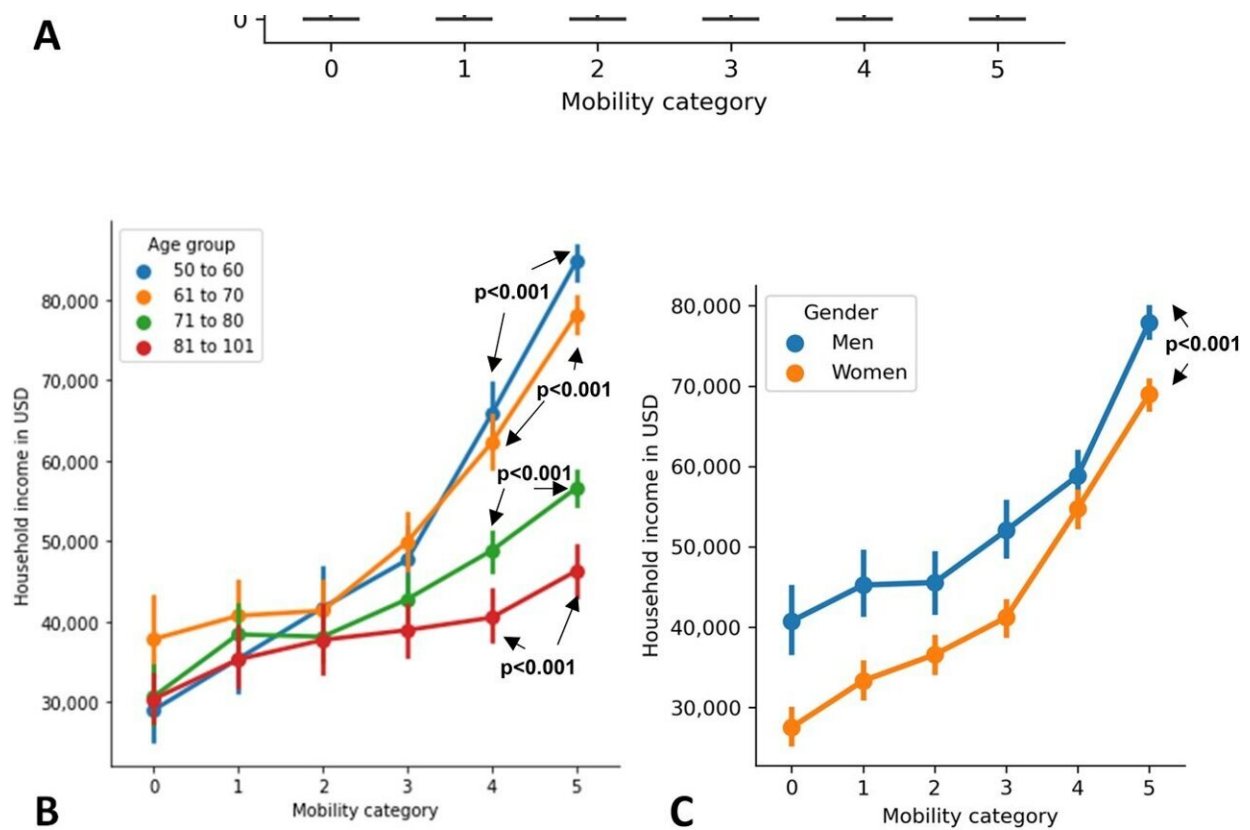 A
0
0 1 2 3 4 5
Mobility category
Age group
50 to 60
61 to 70
71 to 80
81 to 101
80,000
70,000
60,000
50,000
40,000
30,000
Household income in USD
p<0.001
p<0.001
p<0.001
p<0.001
0 1 2 3 4 5
Mobility category
B
Gender
Men
Women
80,000
70,000
60,000
50,000
40,000
30,000
Household income in USD
p<0.001
0 1 2 3 4 5
Mobility category
C